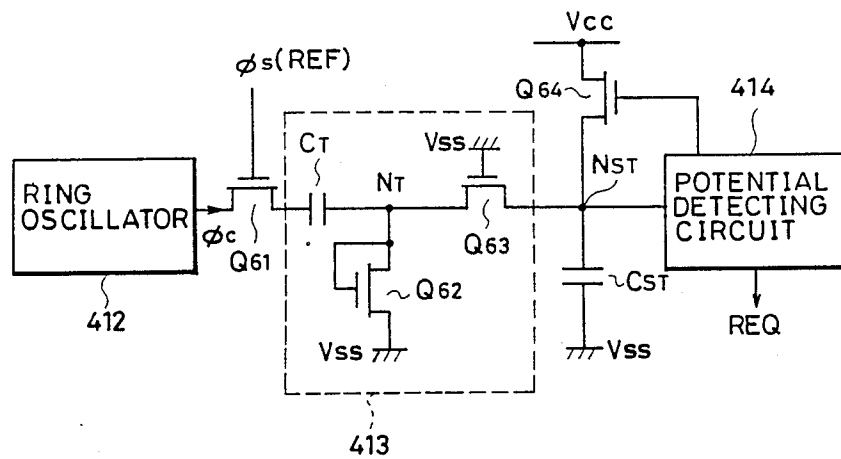 Vcc
φs(REF)
Q64
414
CT
Vss
RING
OSCILLATOR
NT
NST
POTENTIAL
DETECTING
CIRCUIT
φc
Q61
Q63
Q62
CST
412
REQ
Vss
Vss
413